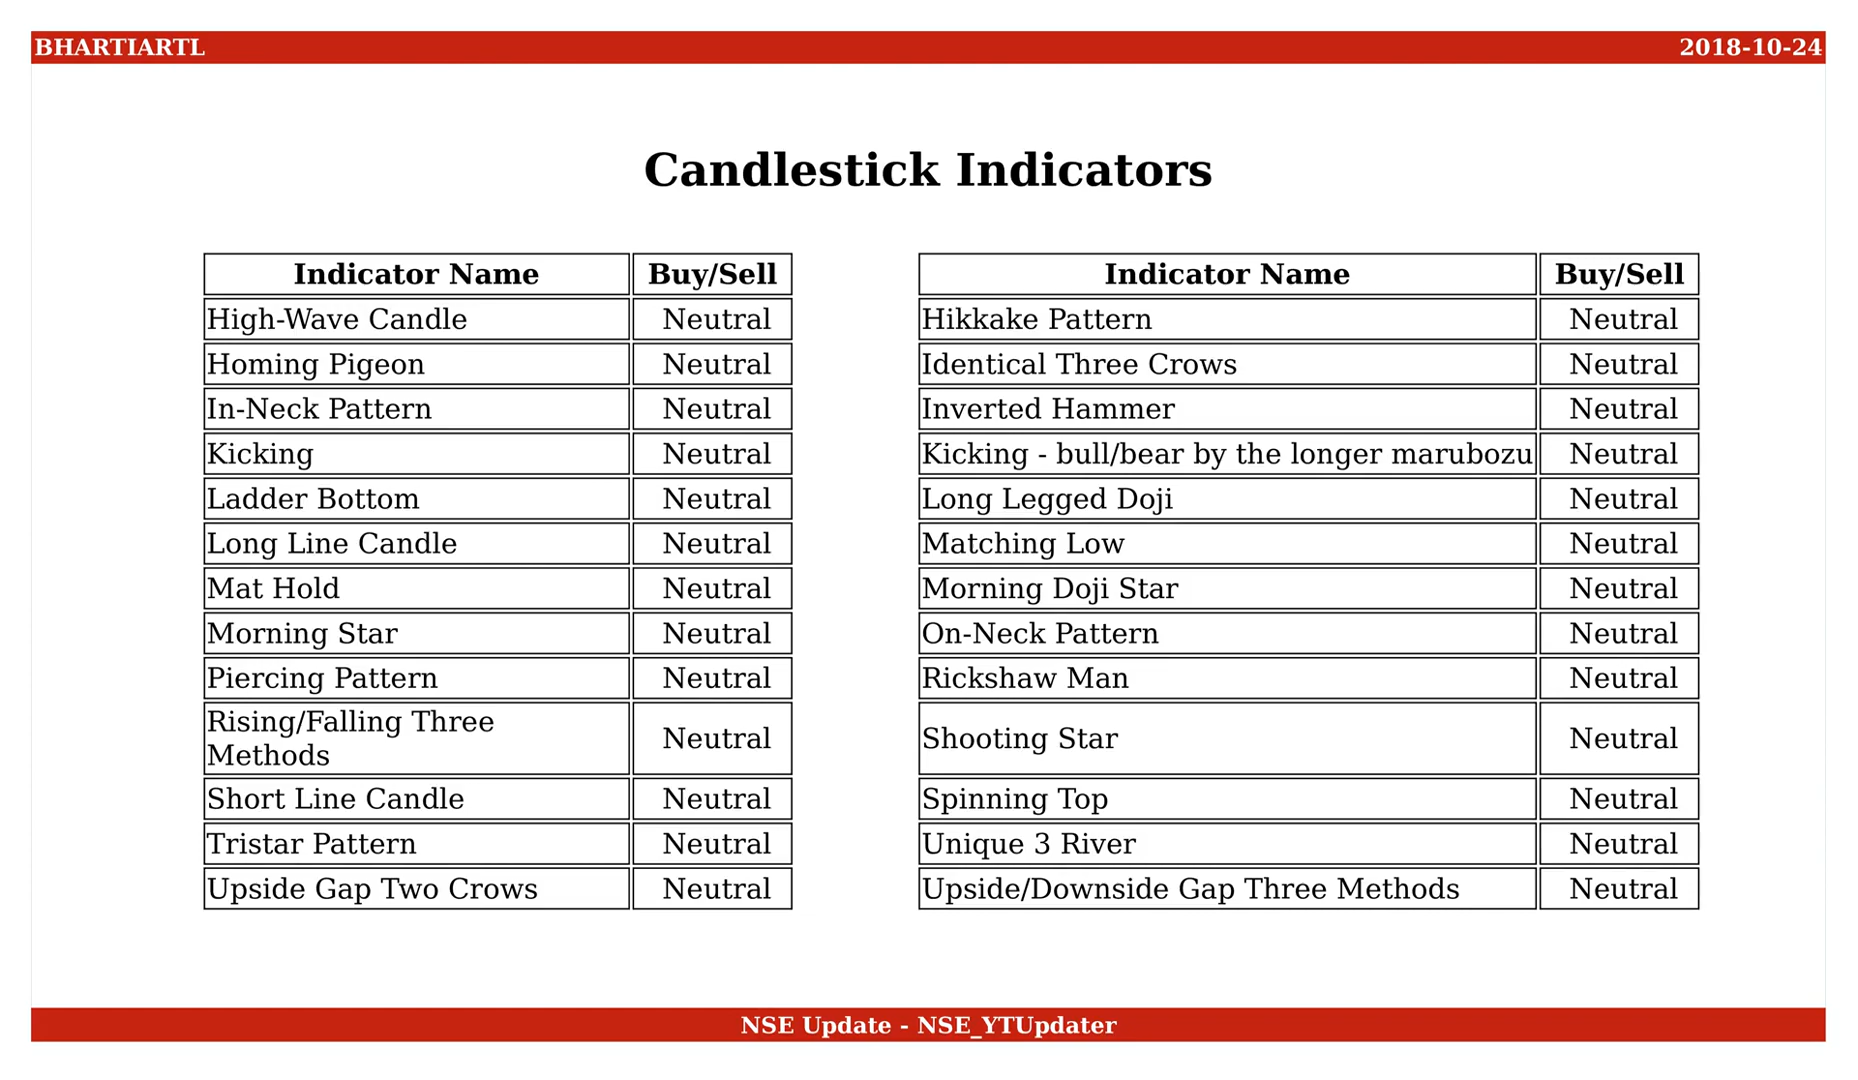 BHARTIARTL 2018-10-24
Candlestick Indicators
Indicator Name Buy/Sell
High-Wave Candle Neutral
Homing Pigeon Neutral
In-Neck Pattern Neutral
Kicking Neutral
Ladder Bottom Neutral
Long Line Candle Neutral
Mat Hold Neutral
Morning Star Neutral
Piercing Pattern Neutral
Rising/Falling Three
Methods Neutral
Short Line Candle Neutral
Tristar Pattern Neutral
Upside Gap Two Crows Neutral
Indicator Name Buy/Sell
Hikkake Pattern Neutral
Identical Three Crows Neutral
Inverted Hammer Neutral
Kicking - bull/bear by the longer marubozu Neutral
Long Legged Doji Neutral
Matching Low Neutral
Morning Doji Star Neutral
On-Neck Pattern Neutral
Rickshaw Man Neutral
Shooting Star Neutral
Spinning Top Neutral
Unique 3 River Neutral
Upside/Downside Gap Three Methods Neutral
NSE Update - NSE_YTUpdater